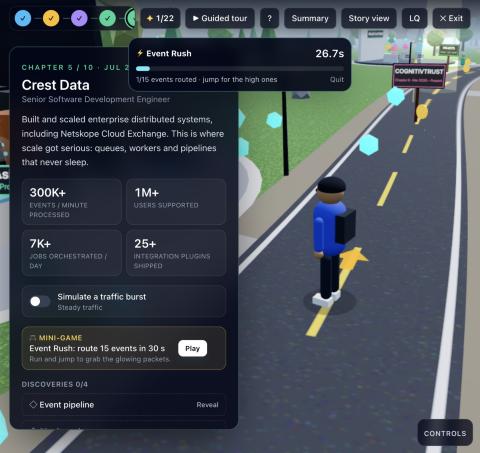 1/22
Guided tour
?
Summary
Story view
LQ
Exit
Event Rush
26.7s
1/15 events routed · jump for the high ones
Quit
CHAPTER 5 / 10 · JUL 2
Crest Data
Senior Software Development Engineer
Built and scaled enterprise distributed systems,
including Netskope Cloud Exchange. This is where
scale got serious: queues, workers and pipelines
that never sleep.
300K+
EVENTS / MINUTE
PROCESSED
1M+
USERS SUPPORTED
7K+
JOBS ORCHESTRATED /
DAY
25+
INTEGRATION PLUGINS
SHIPPED
Simulate a traffic burst
Steady traffic
MINI-GAME
Event Rush: route 15 events in 30 s
Run and jump to grab the glowing packets.
Play
DISCOVERIES 0/4
Event pipeline
Reveal
COGNITIVTRUST
CONTROLS